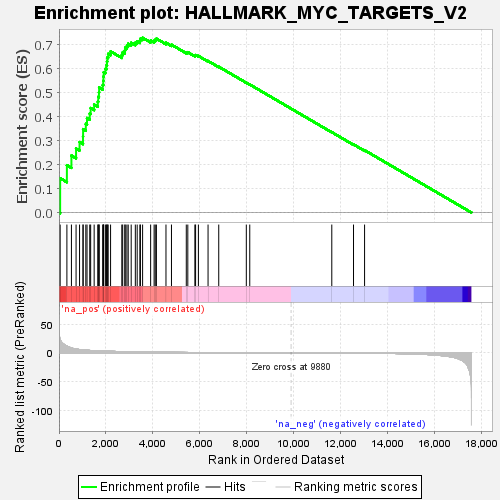 Enrichment plot: HALLMARK_MYC_TARGETS_V2
Enrichment score (ES)
0.7
0.6
0.5
0.4
0.3
0.2
0.1
0.0
'na_pos' (positively correlated)
Ranked list metric (PreRanked)
50
0
-50
-100
Zero cross at 9880
'na_neg' (negatively correlated)
0 2,000 4,000 6,000 8,000 10,000 12,000 14,000 16,000 18,000
Rank in Ordered Dataset
Enrichment profile Hits Ranking metric scores